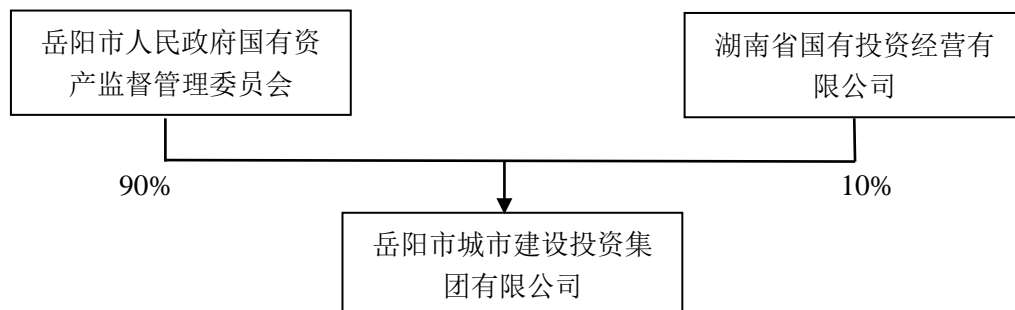 岳阳市人民政府国有资
产监督管理委员会
湖南省国有投资经营有
限公司
90%
10%
岳阳市城市建设投资集
团有限公司